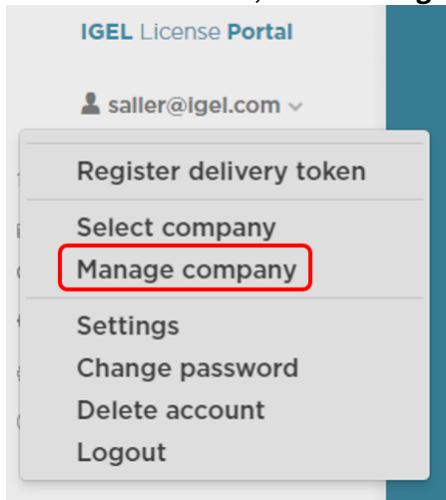 IGEL License Portal
saller@igel.com
Register delivery token
Select company
Manage company
Settings
Change password
Delete account
Logout